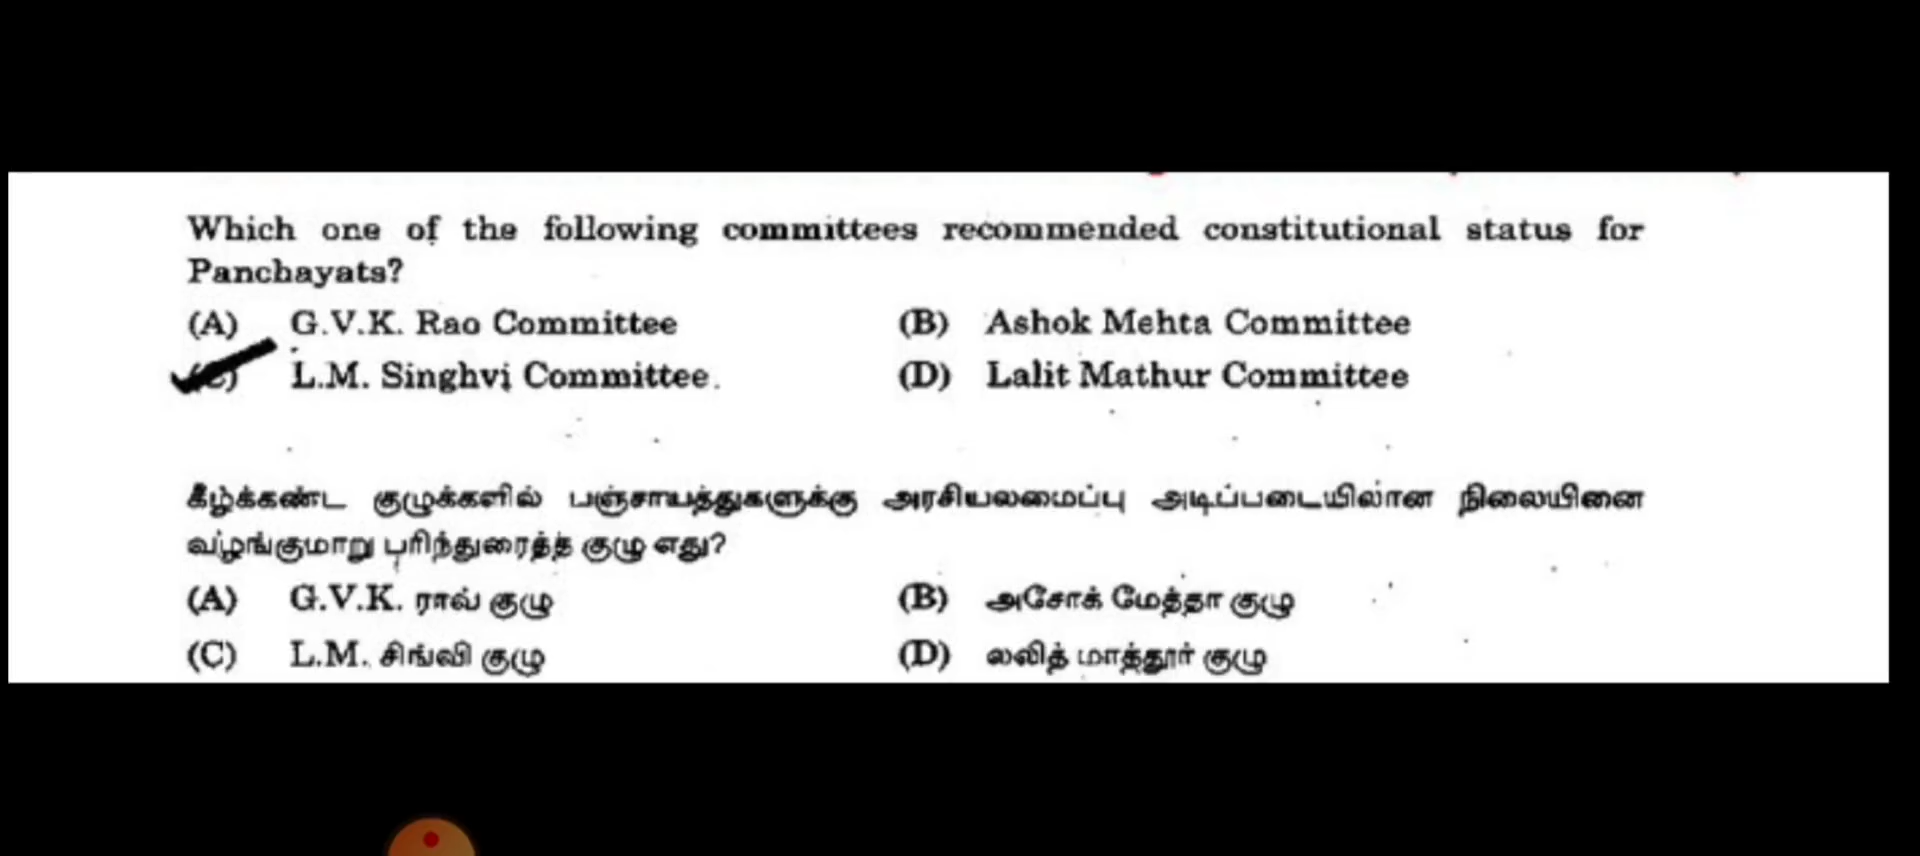 Which one of the following committees recommended constitutional status for
Panchayats?
(A) G.V.K. Rao Committee (B) Ashok Mehta Committee
(C) L.M. Singhvi Committee. (D) Lalit Mathur Committee
கீழ்க்கண்ட குழுக்களில் பஞ்சாயத்துகளுக்கு அரசியலமைப்பு அடிப்படையிலான நிலையினை
வழங்குமாறு பரிந்துரைத்த குழு எது?
(A) G.V.K. ராவ் குழு (B) அசோக் மேத்தா குழு
(C) L.M. சிங்வி குழு (D) லலித் மாத்தூர் குழு